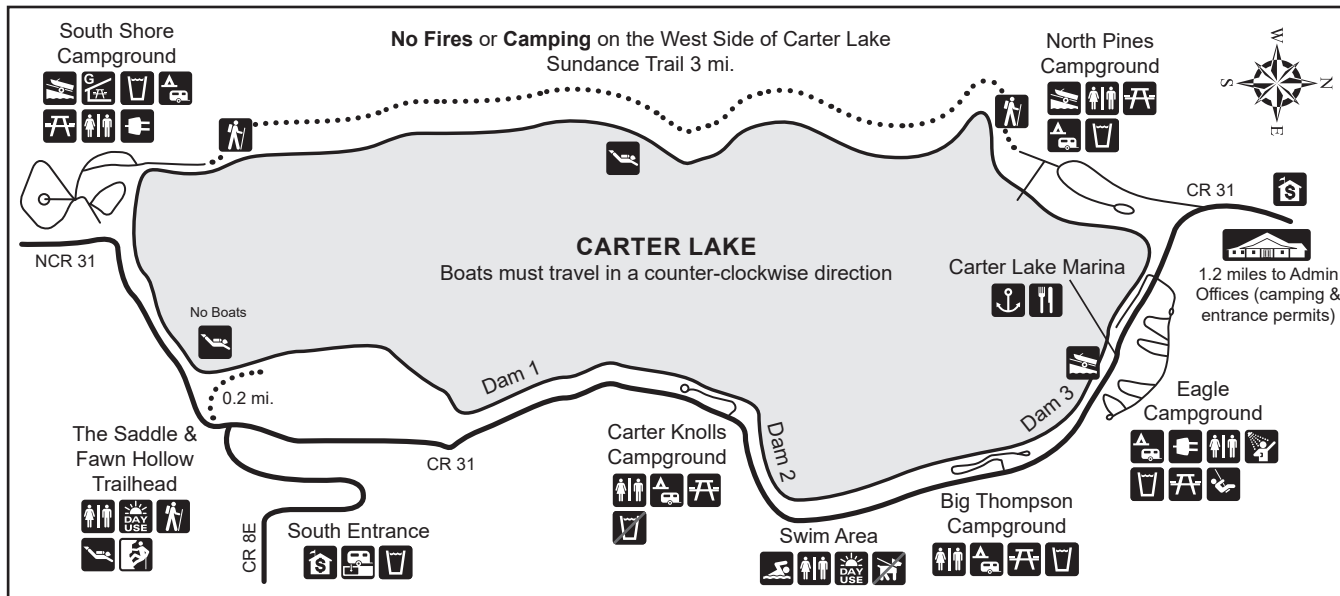 South Shore
Campground
G
No Fires or Camping on the West Side of Carter Lake
Sundance Trail 3 mi.
North Pines
Campground
W
S
N
E
CR 31
$
NCR 31
CARTER LAKE
Boats must travel in a counter-clockwise direction
Carter Lake Marina
1.2 miles to Admin
Offices (camping &
entrance permits)
No Boats
0.2 mi.
Dam 1
Dam 2
Dam 3
Eagle
Campground
The Saddle &
Fawn Hollow
Trailhead
DAY
USE
CR 31
CR 8E
South Entrance
$
Carter Knolls
Campground
Swim Area
DAY
USE
Big Thompson
Campground